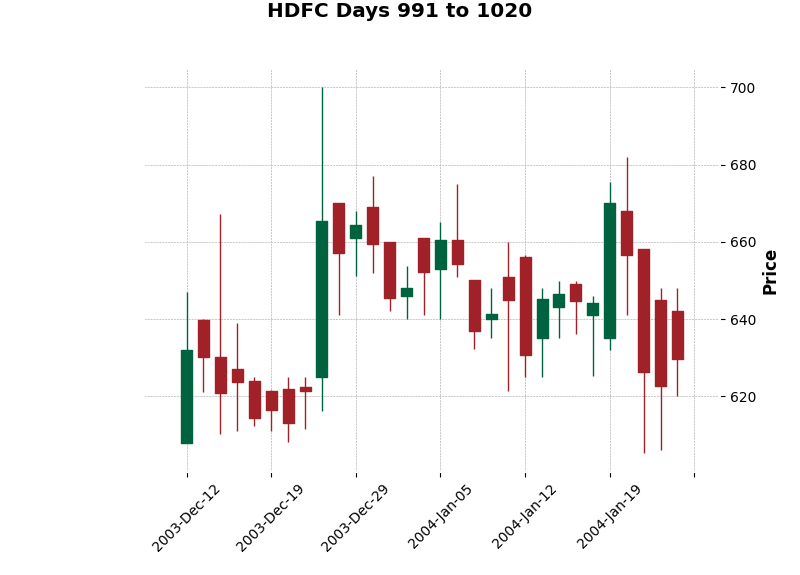 HDFC Days 991 to 1020
700
680
660
640
620
Price
2003-Dec-12
2003-Dec-19
2003-Dec-29
2004-Jan-05
2004-Jan-12
2004-Jan-19